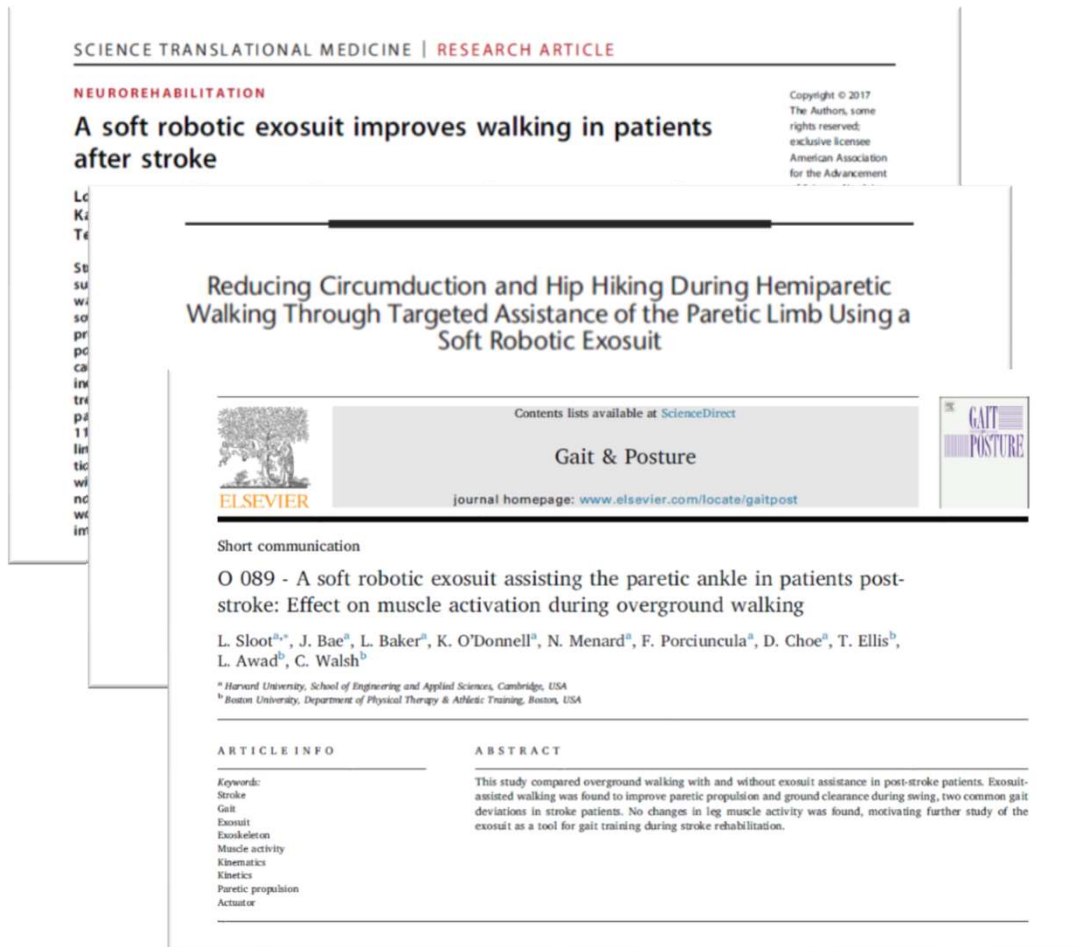 SCIENCE TRANSLATIONAL MEDICINE | RESEARCH ARTICLE
NEUROREHABILITATION
A soft robotic exosuit improves walking in patients
after stroke
Copyright © 2017
The Authors, some
rights reserved;
exclusive licensee
American Association
for the Advancement
Reducing Circumduction and Hip Hiking During Hemiparetic
Walking Through Targeted Assistance of the Paretic Limb Using a
Soft Robotic Exosuit
ELSEVIER
Contents lists available at ScienceDirect
Gait & Posture
journal homepage: www.elsevier.com/locate/gaitpost
GAIT
POSTURE
Short communication
O 089 - A soft robotic exosuit assisting the paretic ankle in patients post-
stroke: Effect on muscle activation during overground walking
L. Sloot^a,*, J. Bae^a, L. Baker^a, K. O'Donnell^a, N. Menard^a, F. Porciuncula^a, D. Choe^a, T. Ellis^b,
L. Awad^b, C. Walsh^b
^a Harvard University, School of Engineering and Applied Sciences, Cambridge, USA
^b Boston University, Department of Physical Therapy & Athletic Training, Boston, USA
ARTICLE INFO
Keywords:
Stroke
Gait
Exosuit
Exoskeleton
Muscle activity
Kinematics
Kinetics
Paretic propulsion
Actuator
ABSTRACT
This study compared overground walking with and without exosuit assistance in post-stroke patients. Exosuit-
assisted walking was found to improve paretic propulsion and ground clearance during swing, two common gait
deviations in stroke patients. No changes in leg muscle activity was found, motivating further study of the
exosuit as a tool for gait training during stroke rehabilitation.